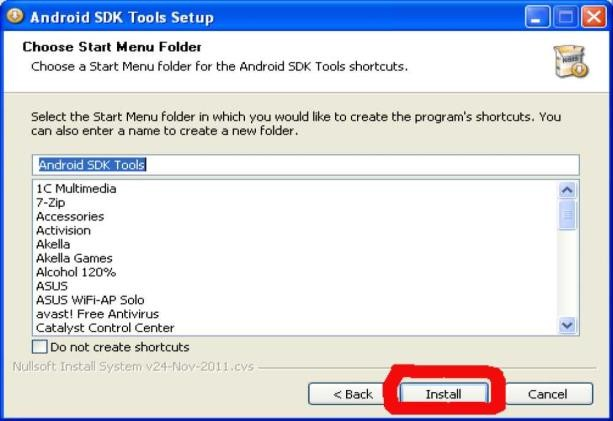 Android SDK Tools Setup
Choose Start Menu Folder
Choose a Start Menu folder for the Android SDK Tools shortcuts.
Select the Start Menu folder in which you would like to create the program's shortcuts. You
can also enter a name to create a new folder.
Android SDK Tools
1C Multimedia
7-Zip
Accessories
Activision
Akella
Akella Games
Alcohol 120%
ASUS
ASUS WiFi-AP Solo
avast! Free Antivirus
Catalyst Control Center
Do not create shortcuts
Nullsoft Install System v24-Nov-2011.cvs
< Back
Install
Cancel